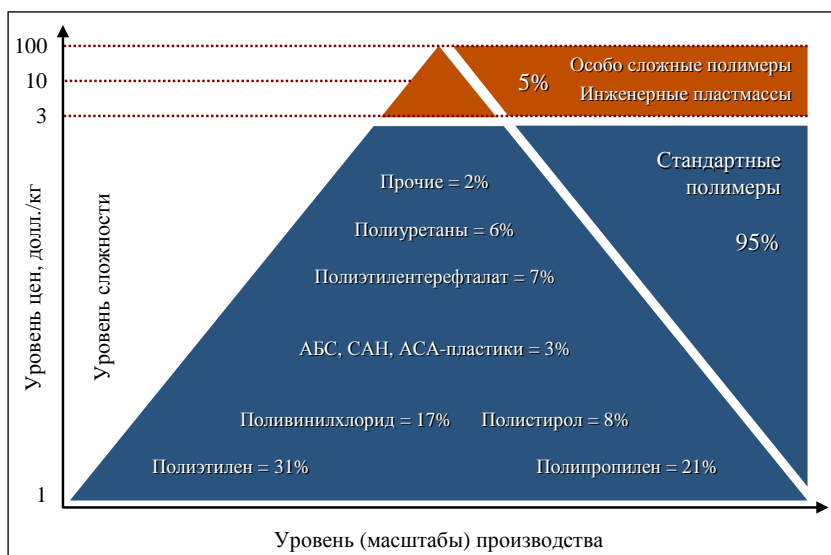 100
10
3
1
Уровень цен, долл./кг
Уровень сложности
5%
Особо сложные полимеры
Инженерные пластмассы
Стандартные
полимеры
95%
Прочие = 2%
Полиуретаны = 6%
Полиэтилентерефталат = 7%
АБС, САН, АСА-пластики = 3%
Поливинилхлорид = 17% Полистирол = 8%
Полиэтилен = 31% Полипропилен = 21%
Уровень (масштабы) производства